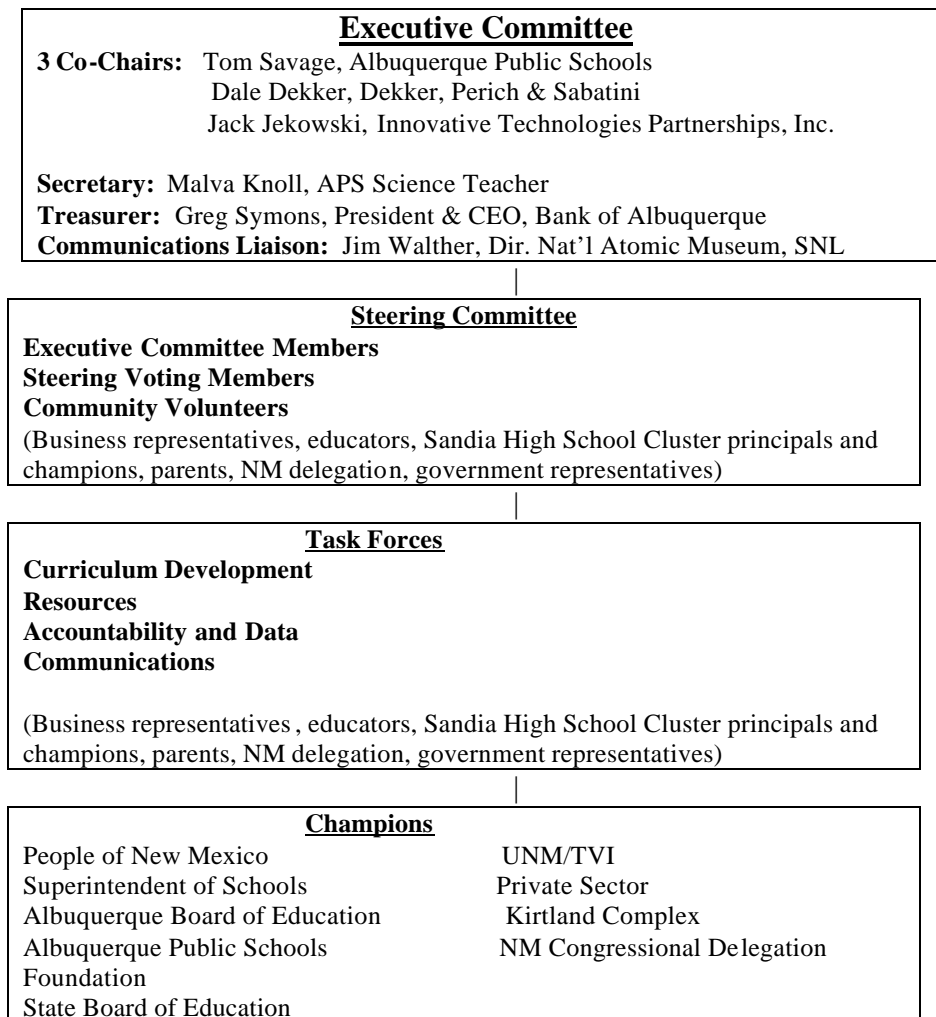 Executive Committee
3 Co-Chairs: Tom Savage, Albuquerque Public Schools
Dale Dekker, Dekker, Perich & Sabatini
Jack Jekowski, Innovative Technologies Partnerships, Inc.
Secretary: Malva Knoll, APS Science Teacher
Treasurer: Greg Symons, President & CEO, Bank of Albuquerque
Communications Liaison: Jim Walther, Dir. Nat'l Atomic Museum, SNL
Steering Committee
Executive Committee Members
Steering Voting Members
Community Volunteers
(Business representatives, educators, Sandia High School Cluster principals and
champions, parents, NM delegation, government representatives)
Task Forces
Curriculum Development
Resources
Accountability and Data
Communications
(Business representatives, educators, Sandia High School Cluster principals and
champions, parents, NM delegation, government representatives)
Champions
People of New Mexico UNM/TVI
Superintendent of Schools Private Sector
Albuquerque Board of Education Kirtland Complex
Albuquerque Public Schools NM Congressional Delegation
Foundation
State Board of Education